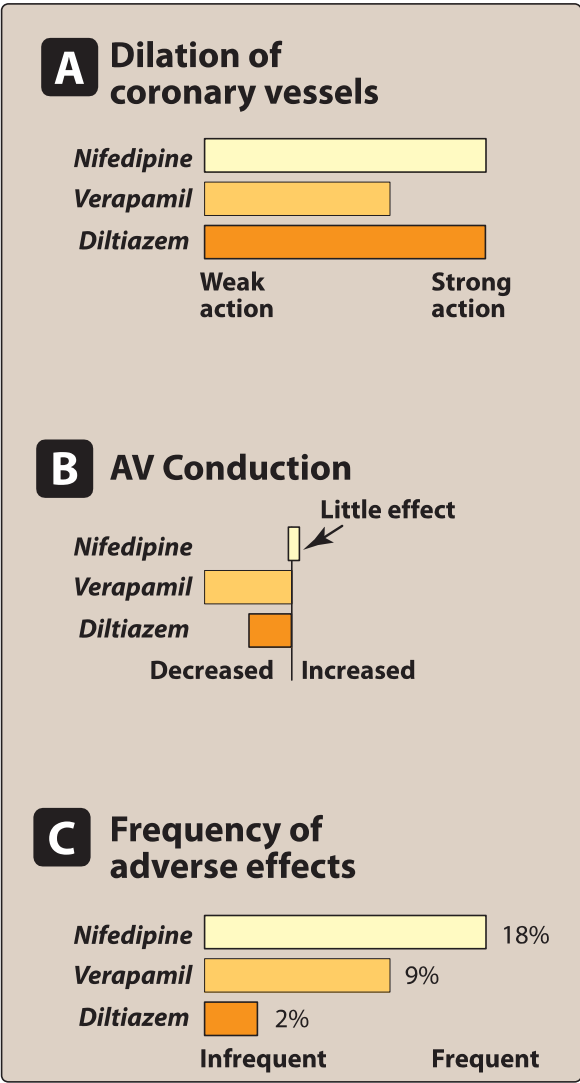 A Dilation of
coronary vessels
Nifedipine
Verapamil
Diltiazem
Weak action
Strong action
B AV Conduction
Little effect
Nifedipine
Verapamil
Diltiazem
Decreased Increased
C Frequency of
adverse effects
Nifedipine 18%
Verapamil 9%
Diltiazem 2%
Infrequent Frequent